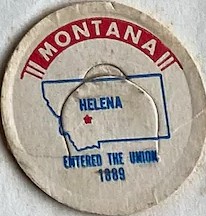 MONTANA
HELENA
ENTERED THE UNION
1889